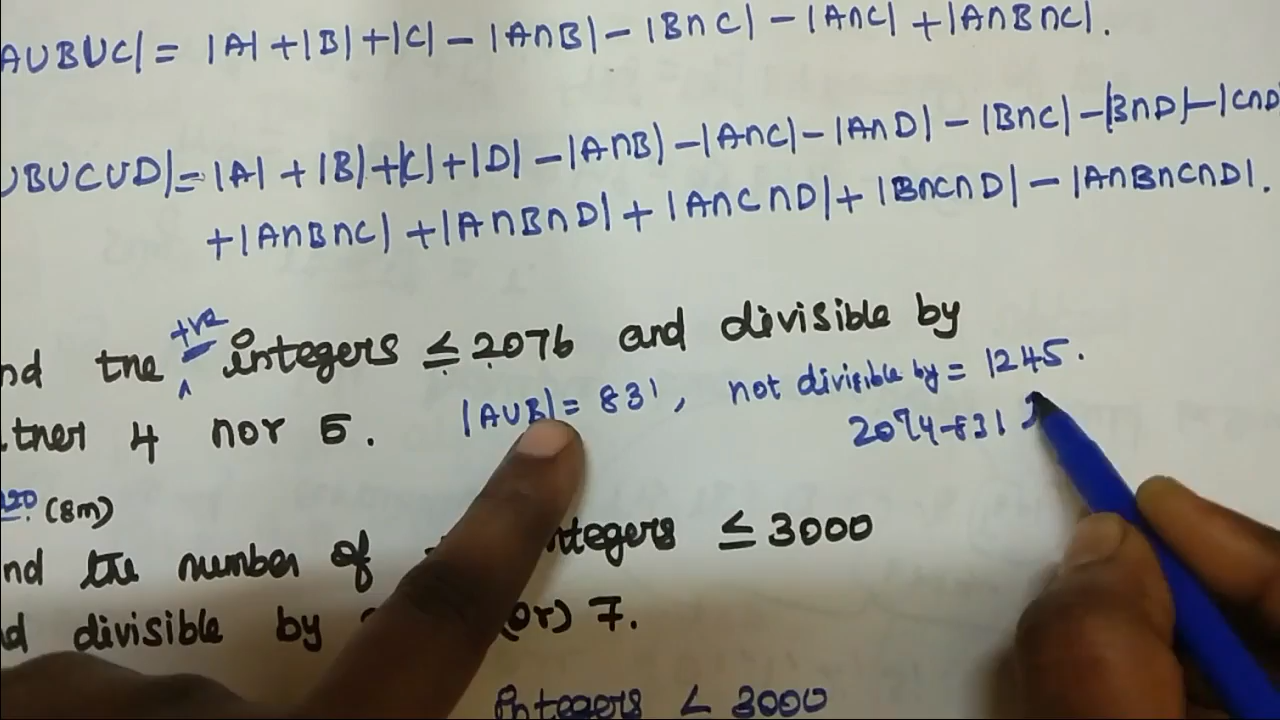 AUBUC| = |A| + |B| + |C| - |A∩B| - |B∩C| - |A∩C| + |A∩B∩C|.
UBUCUD| = |A| + |B| + |C| + |D| - |A∩B| - |A∩C| - |A∩D| - |B∩C| - |B∩D| - |C∩D
+ |A∩B∩C| + |A∩B∩D| + |A∩C∩D| + |B∩C∩D| - |A∩B∩C∩D|.
+ve
nd the ^ integers ≤ 2076 and divisible by
ther 4 nor 5. |AUB| = 831, not divisible by = 1245.
2074-831
(8m)
nd the number of integers ≤ 3000
d divisible by (or) 7.
integers < 3000